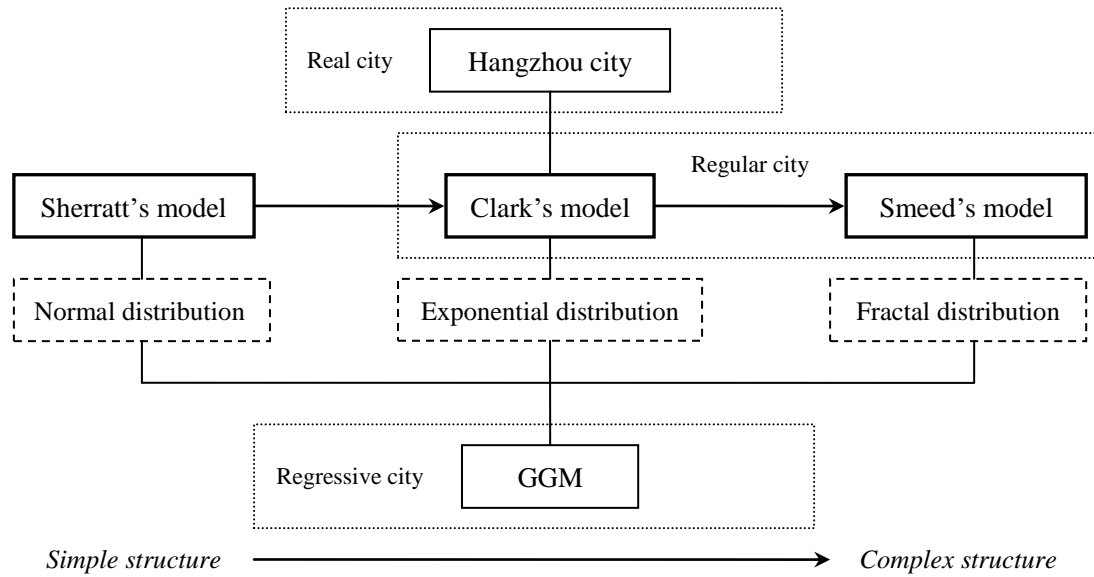 Real city
Hangzhou city
Regular city
Sherratt’s model
Clark’s model
Smeed’s model
Normal distribution
Exponential distribution
Fractal distribution
Regressive city
GGM
Simple structure
Complex structure